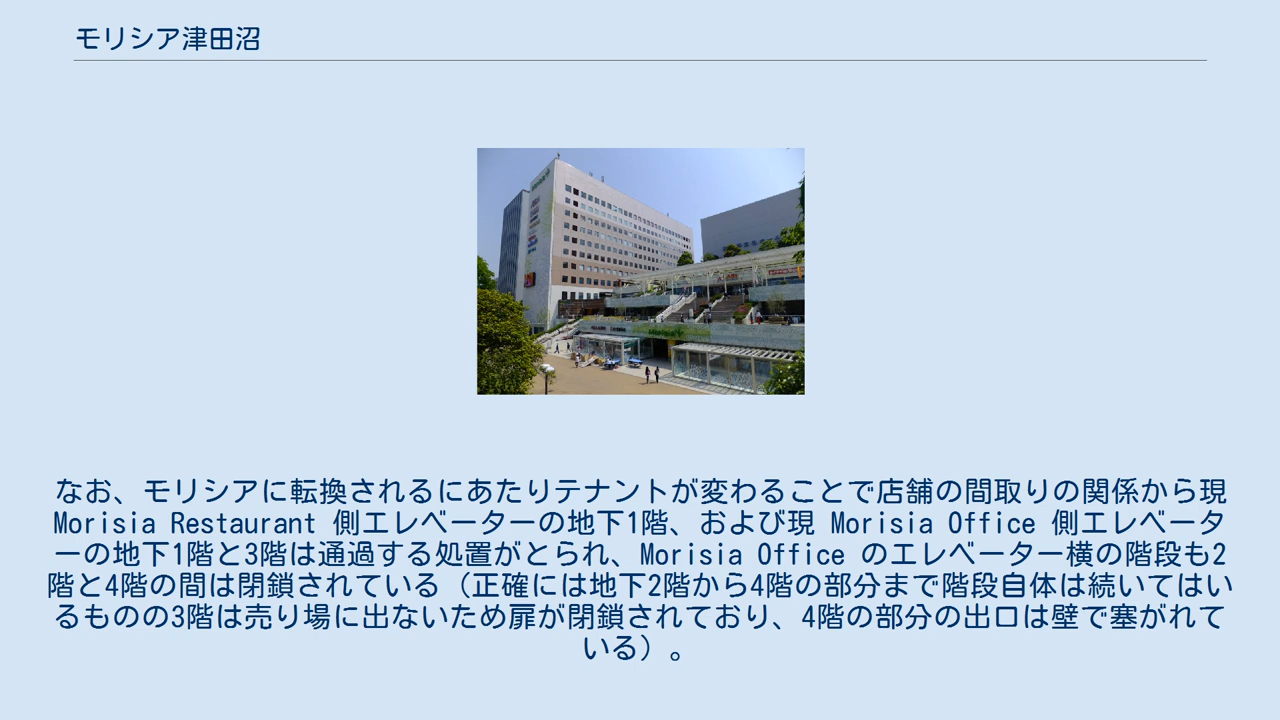 モリシア津田沼
なお、モリシアに転換されるにあたりテナントが変わることで店舗の間取りの関係から現
Morisia Restaurant 側エレベーターの地下1階、および現 Morisia Office 側エレベータ
ーの地下1階と3階は通過する処置がとられ、Morisia Office のエレベーター横の階段も2
階と4階の間は閉鎖されている（正確には地下2階から4階の部分まで階段自体は続いてはい
るものの3階は売り場に出ないため扉が閉鎖されており、4階の部分の出口は壁で塞がれて
いる）。